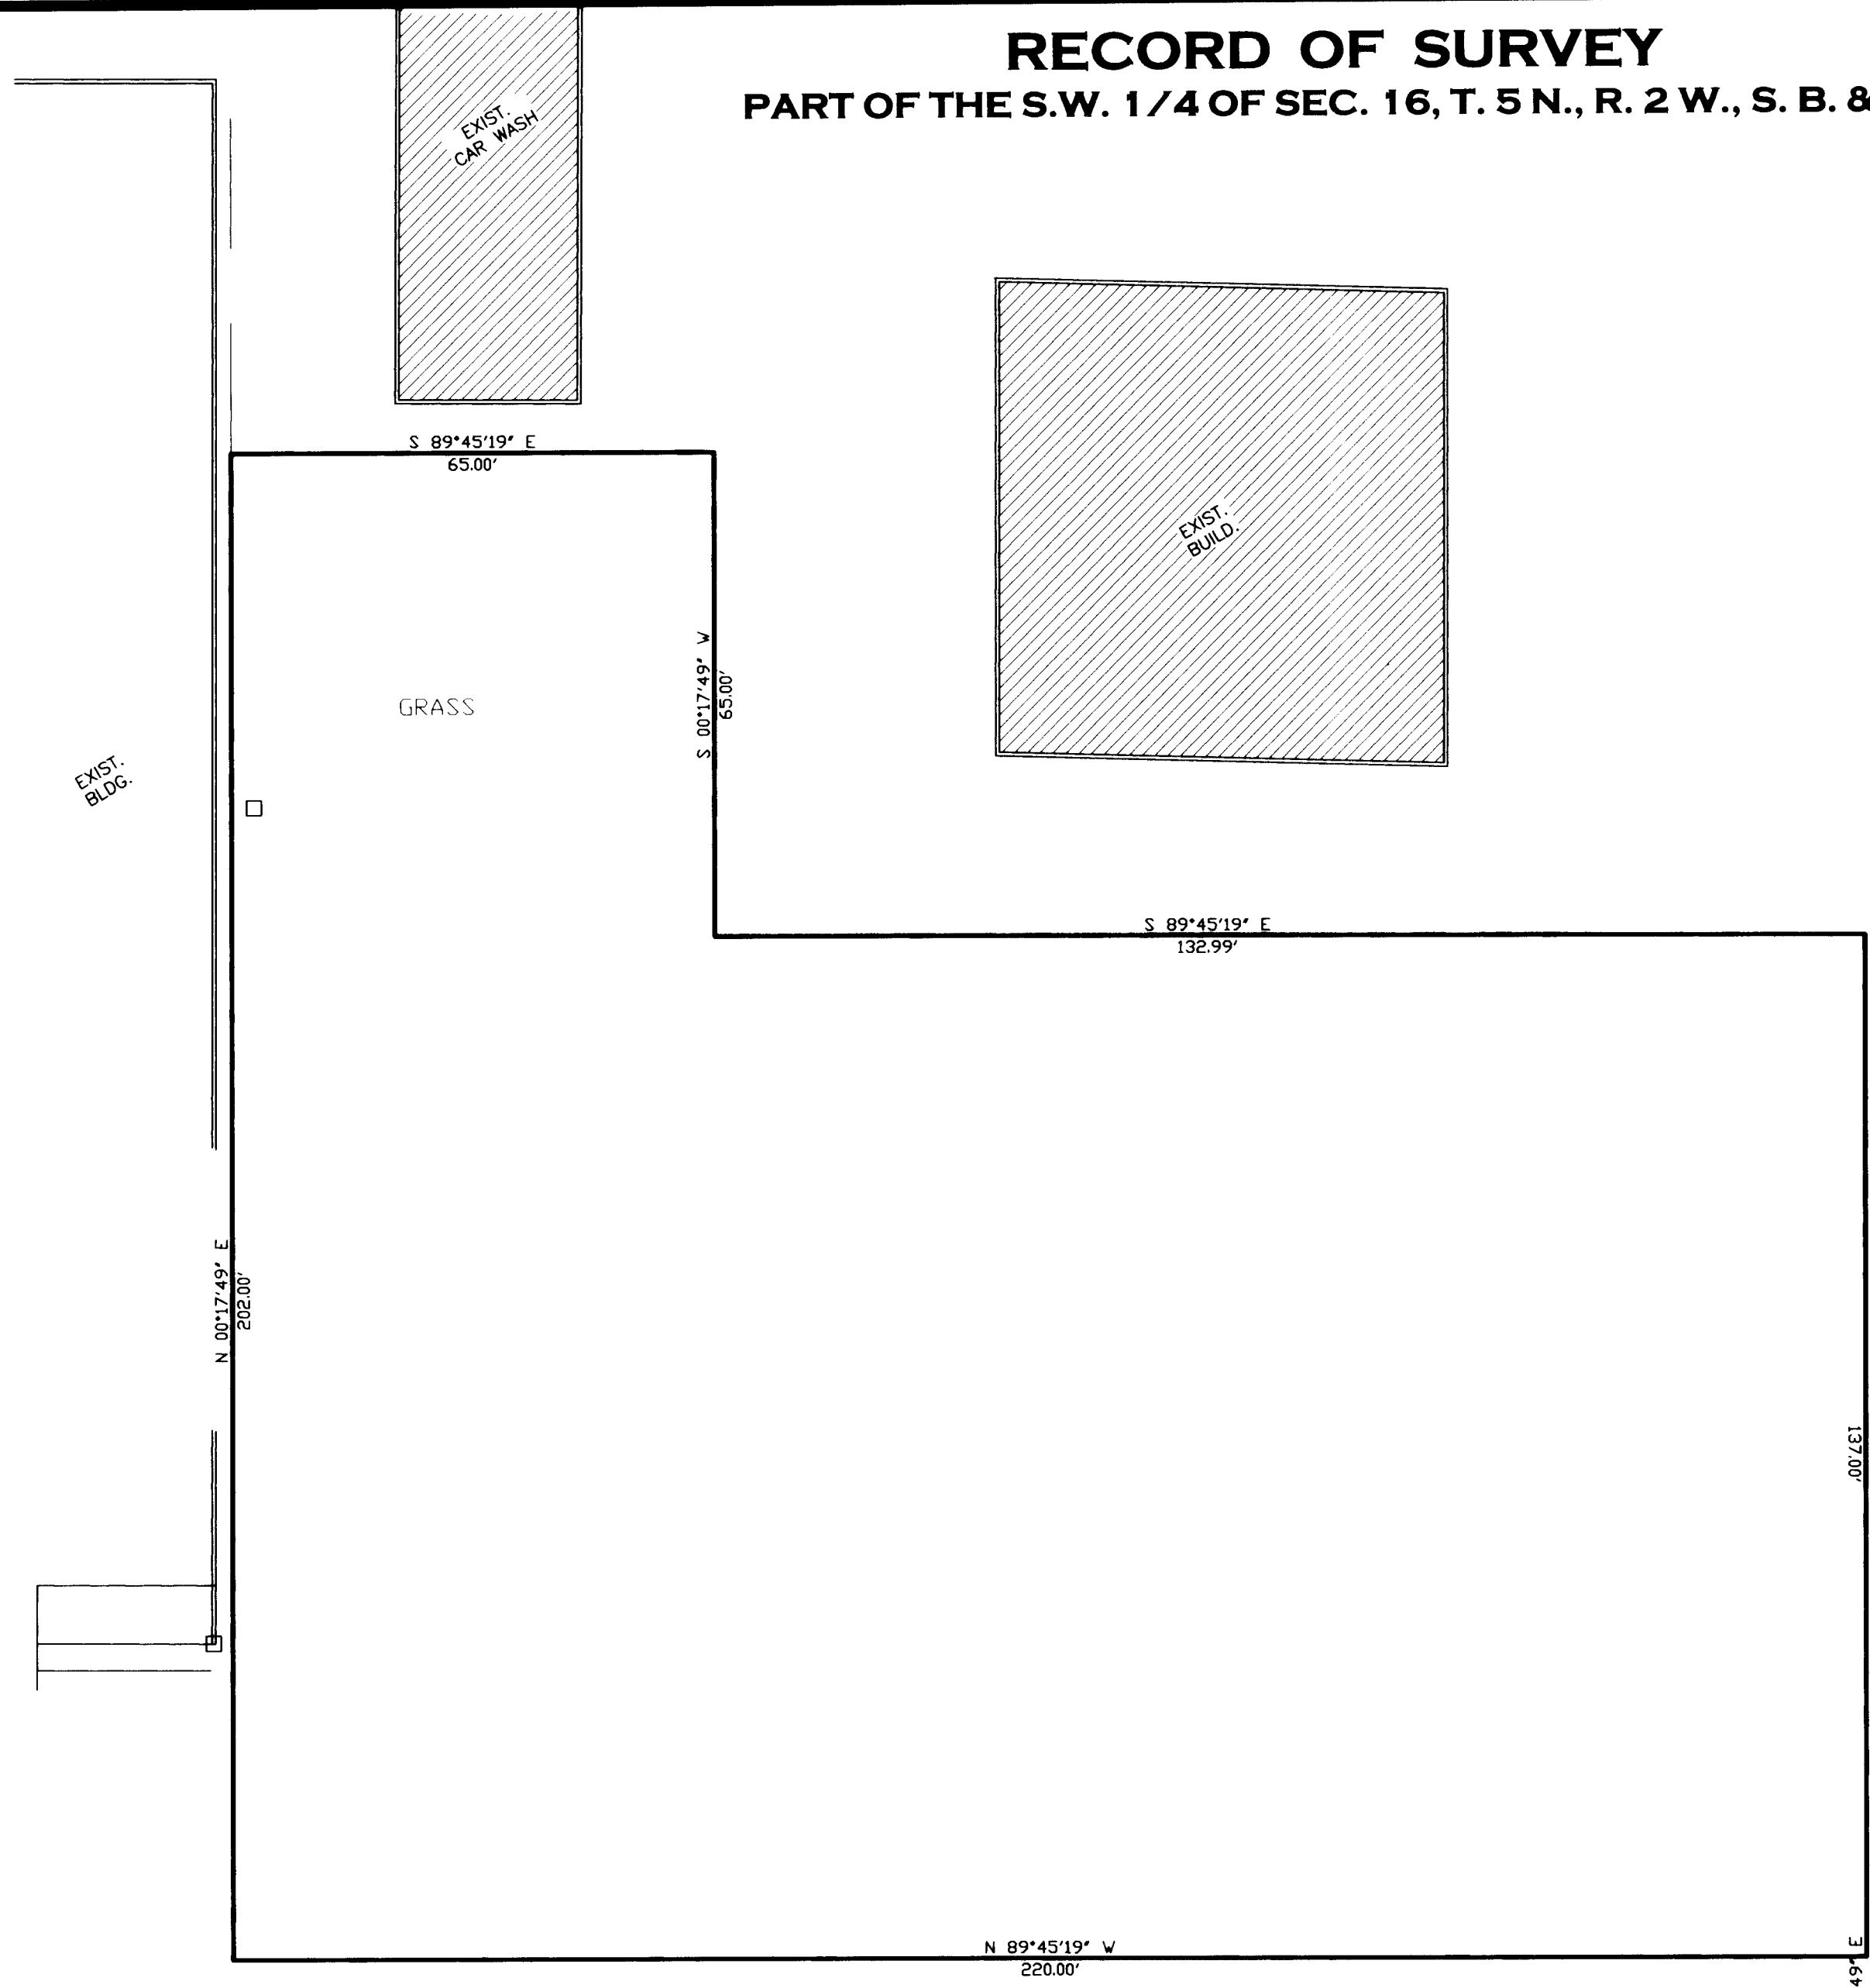 RECORD OF SURVEY
PART OF THE S.W. 1/4 OF SEC. 16, T. 5 N., R. 2 W., S. B. &
EXIST.
CAR WASH
S 89°45'19" E
65.00'
EXIST.
BUILD.
S 00°17'49" W
65.00'
GRASS
EXIST.
BLDG.
S 89°45'19" E
132.99'
N 00°17'49" E
202.00'
137.00'
N 89°45'19" W
220.00'
49" E